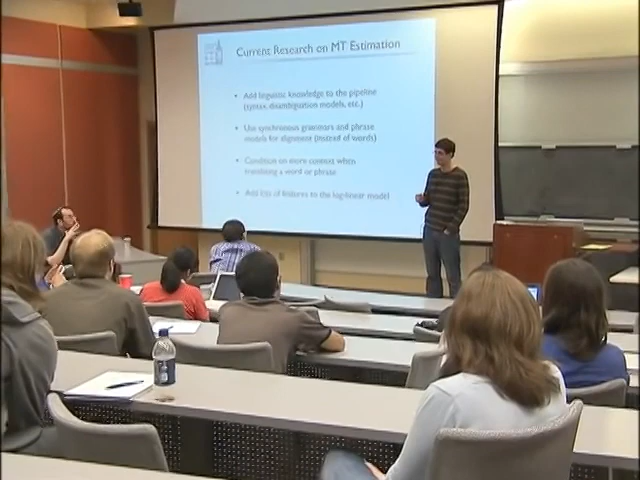 Current Research on MT Estimation
• Add linguistic knowledge to the pipeline
(syntax, disambiguation models, etc.)
• Use synchronous grammars and phrase
models for alignment (instead of words)
• Condition on more context when
translating a word or phrase
• Add lots of features to the log-linear model